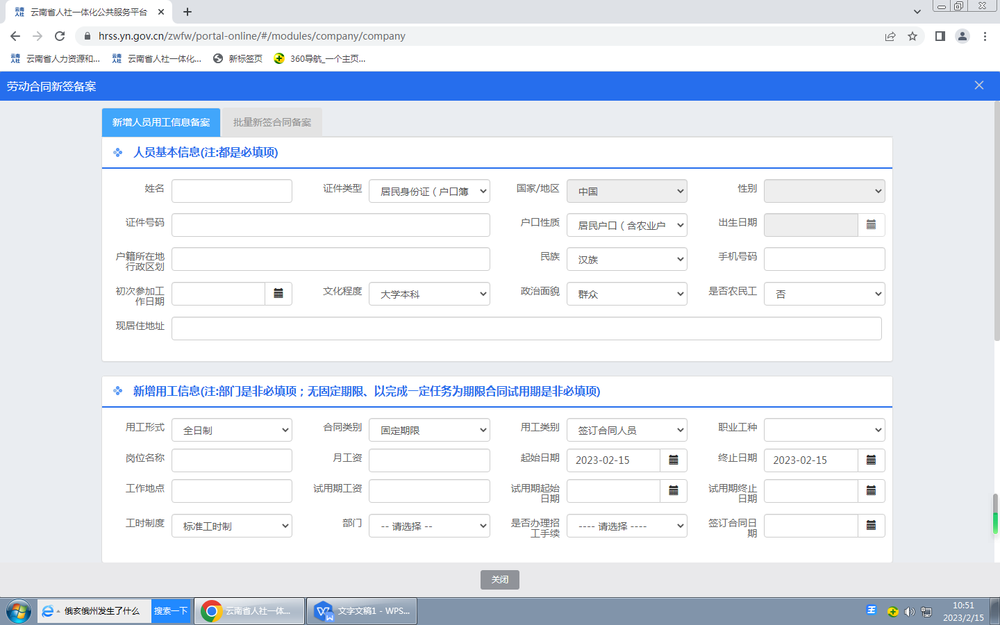 云南省人社一体化公共服务平台
hrss.yn.gov.cn/zwfw/portal-online/#/modules/company/company
云南省人力资源和... 云南省人社一体化... 新标签页 360导航_一个主页...
劳动合同新签备案
新增人员用工信息备案 批量新签合同备案
人员基本信息(注:都是必填项)
姓名 证件类型 居民身份证（户口簿 国家/地区 中国 性别
证件号码 户口性质 居民户口（含农业户 出生日期
户籍所在地行政区划 民族 汉族 手机号码
初次参加工作日期 文化程度 大学本科 政治面貌 群众 是否农民工 否
现居住地址
新增用工信息(注:部门是非必填项；无固定期限、以完成一定任务为期限合同试用期是非必填项)
用工形式 全日制 合同类别 固定期限 用工类别 签订合同人员 职业工种
岗位名称 月工资 起始日期 2023-02-15 终止日期 2023-02-15
工作地点 试用期工资 试用期起始日期 试用期终止日期
工时制度 标准工时制 部门 -- 请选择 -- 是否办理招工手续 ---- 请选择 ---- 签订合同日期
关闭
俄亥俄州发生了什么 搜索一下 云南省人社一体... 文字文稿1 - WPS... 10:51
2023/2/15